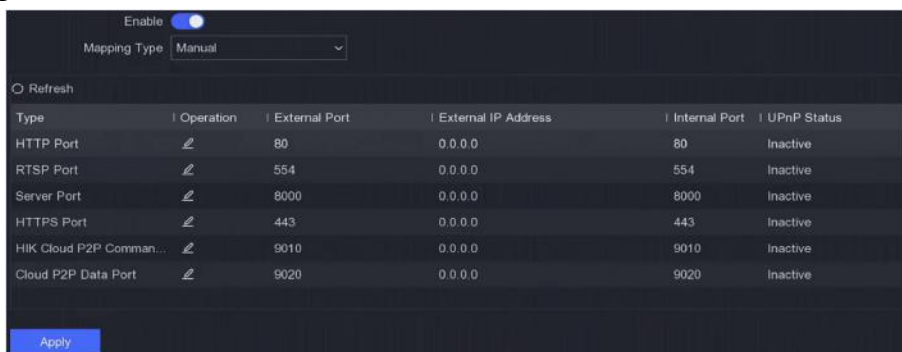 Enable
Mapping Type Manual
Refresh
Type Operation External Port External IP Address Internal Port UPnP Status
HTTP Port 80 0.0.0.0 80 Inactive
RTSP Port 554 0.0.0.0 554 Inactive
Server Port 8000 0.0.0.0 8000 Inactive
HTTPS Port 443 0.0.0.0 443 Inactive
HIK Cloud P2P Comman... 9010 0.0.0.0 9010 Inactive
Cloud P2P Data Port 9020 0.0.0.0 9020 Inactive
Apply